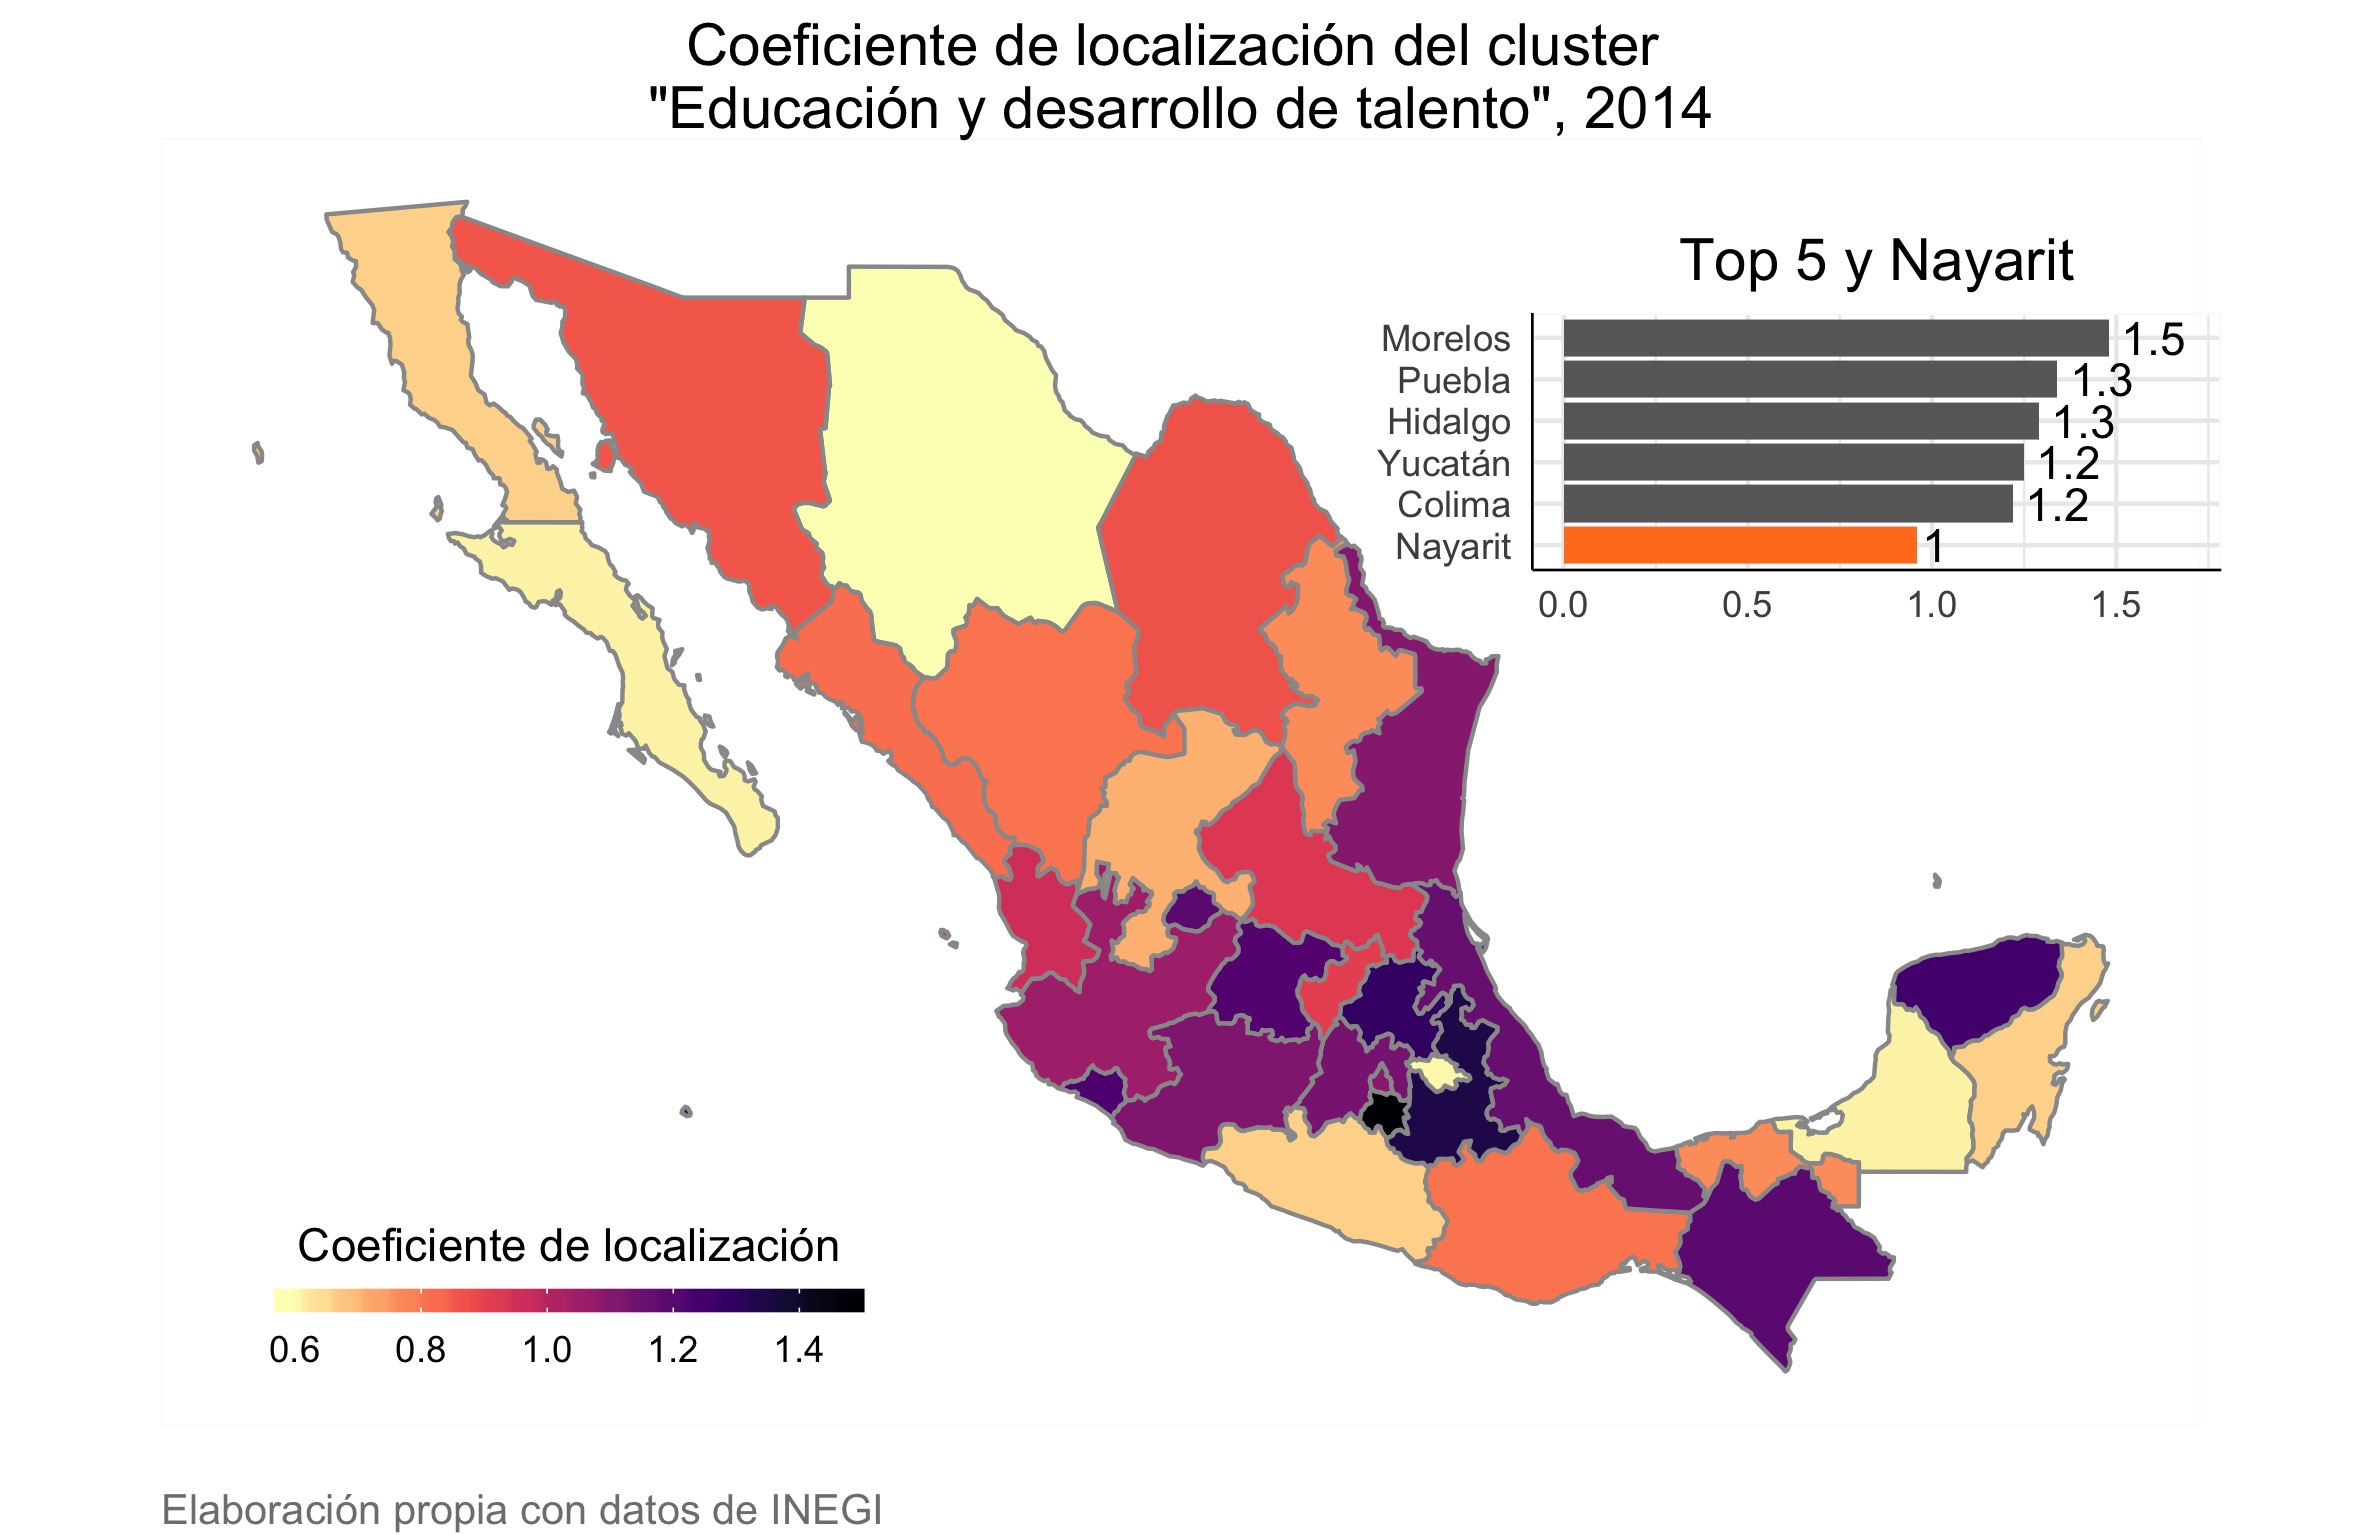 Coeficiente de localización del cluster
"Educación y desarrollo de talento", 2014
Top 5 y Nayarit
Morelos 1.5
Puebla 1.3
Hidalgo 1.3
Yucatán 1.2
Colima 1.2
Nayarit 1
0.0 0.5 1.0 1.5
Coeficiente de localización
0.6 0.8 1.0 1.2 1.4
Elaboración propia con datos de INEGI